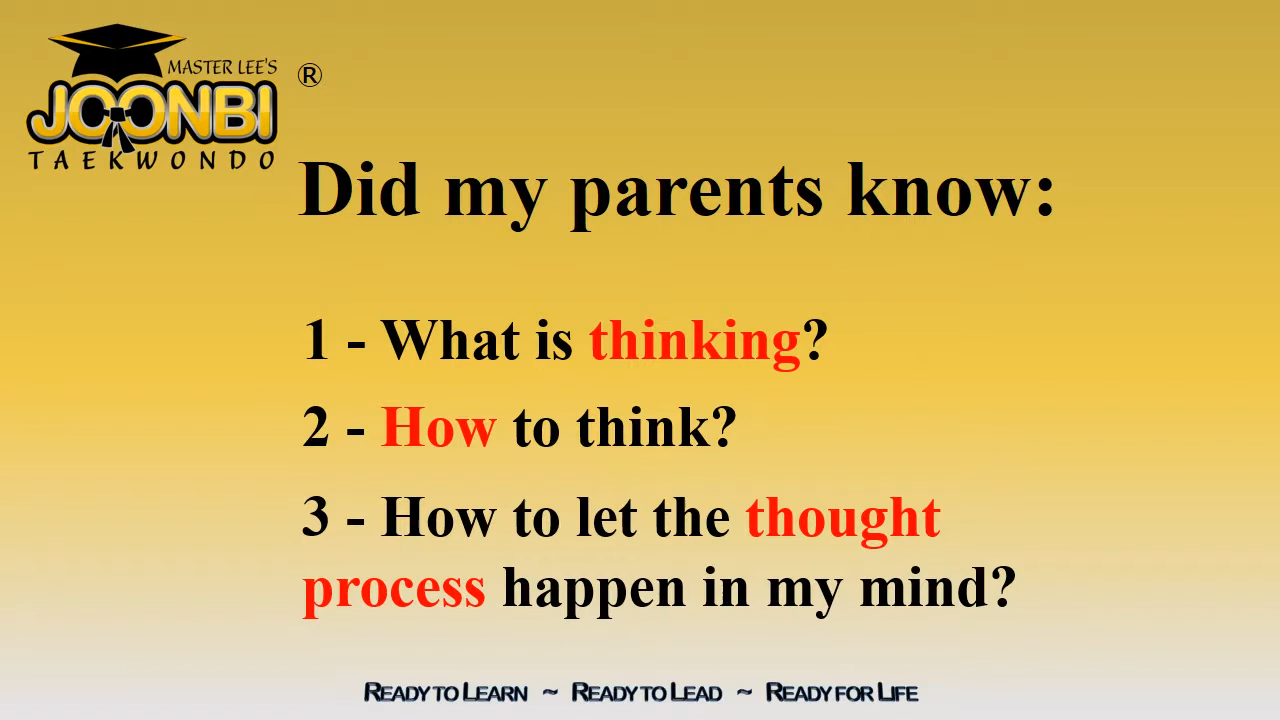 MASTER LEE'S ®
JOONBI
TAEKWONDO
Did my parents know:
1 - What is thinking?
2 - How to think?
3 - How to let the thought
process happen in my mind?
READY TO LEARN ~ READY TO LEAD ~ READY FOR LIFE